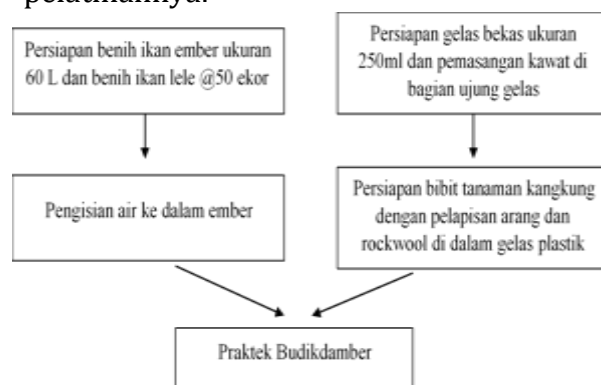 pelatihannya.
Persiapan benih ikan ember ukuran
60 L dan benih ikan lele @50 ekor
Pengisian air ke dalam ember
Persiapan gelas bekas ukuran
250ml dan pemasangan kawat di
bagian ujung gelas
Persiapan bibit tanaman kangkung
dengan pelapisan arang dan
rockwool di dalam gelas plastik
Praktek Budikdamber